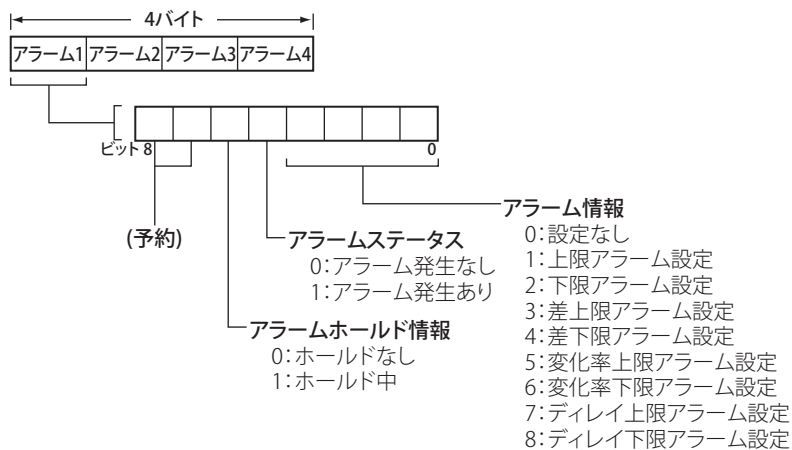 4バイト
アラーム1 アラーム2 アラーム3 アラーム4
ビット 8 0
(予約)
アラームステータス
0:アラーム発生なし
1:アラーム発生あり
アラームホールド情報
0:ホールドなし
1:ホールド中
アラーム情報
0:設定なし
1:上限アラーム設定
2:下限アラーム設定
3:差上限アラーム設定
4:差下限アラーム設定
5:変化率上限アラーム設定
6:変化率下限アラーム設定
7:ディレイ上限アラーム設定
8:ディレイ下限アラーム設定